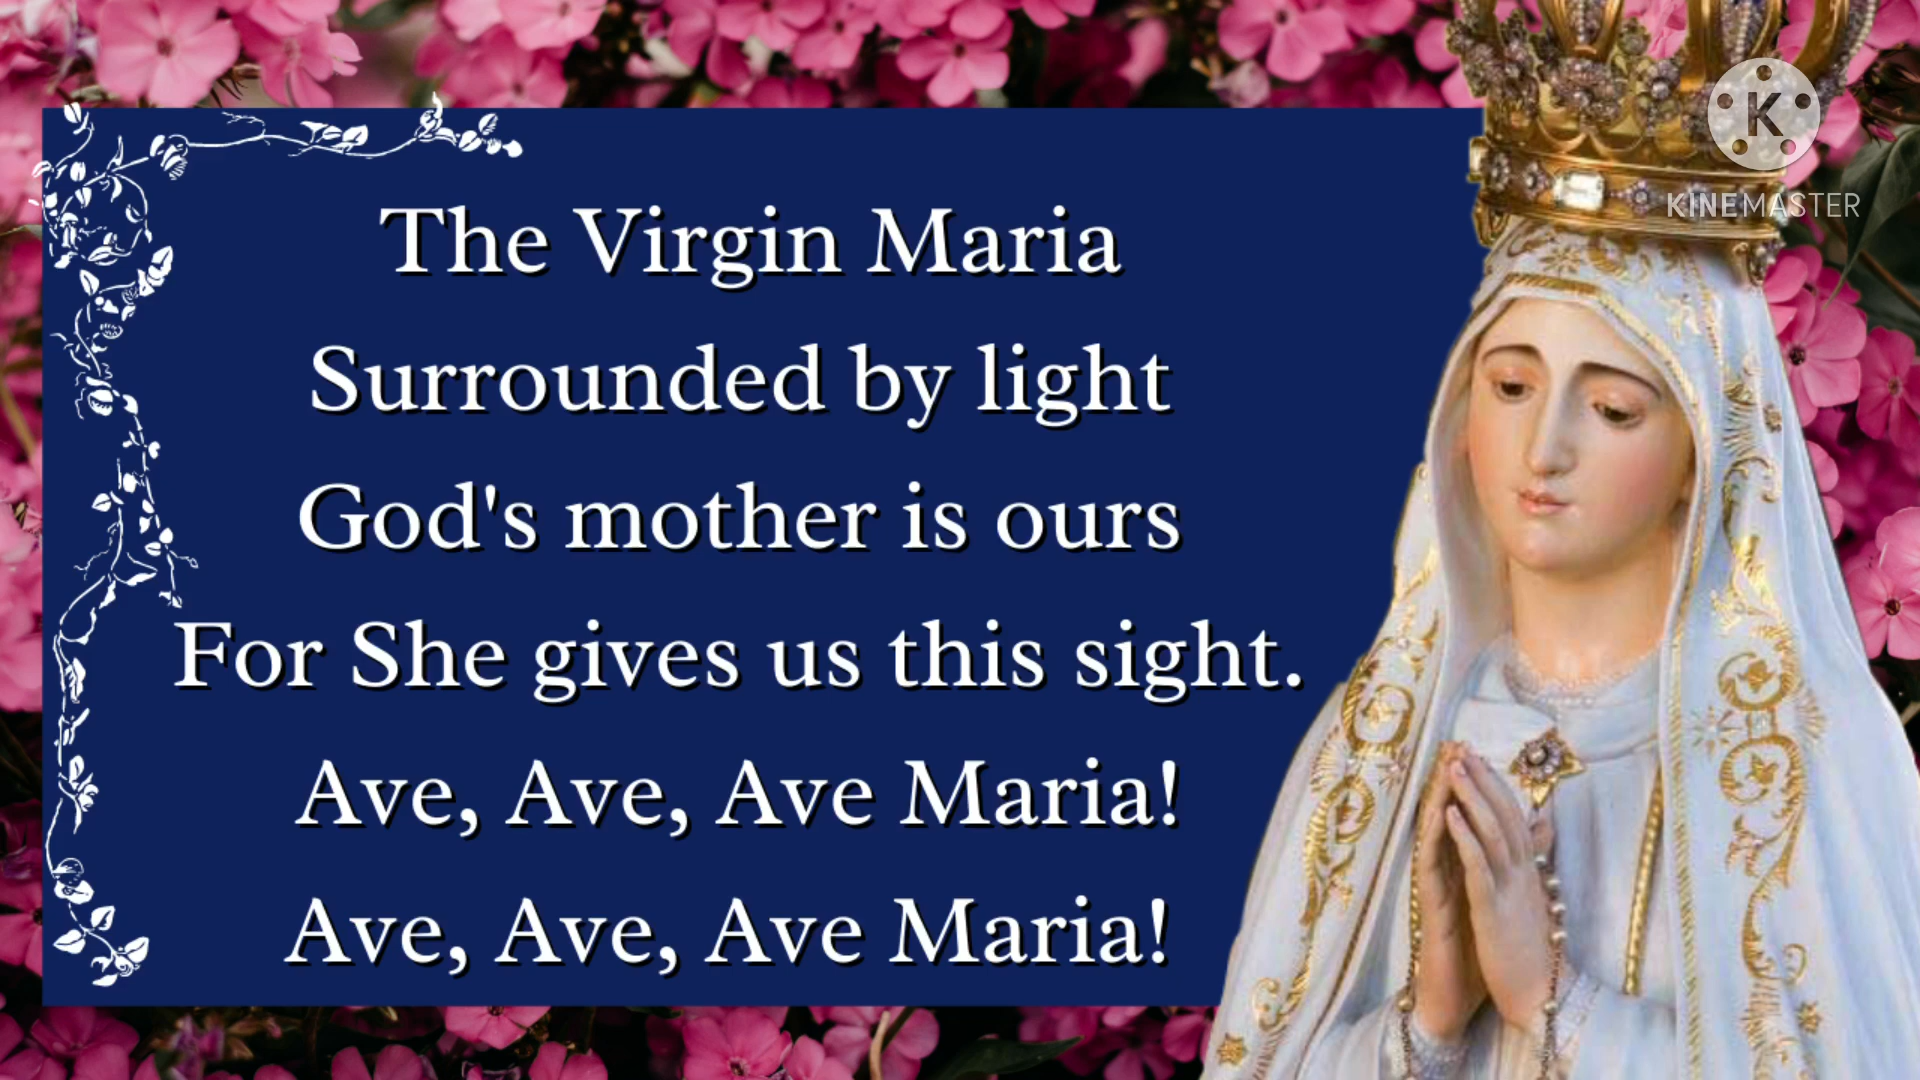 The Virgin Maria
Surrounded by light
God's mother is ours
For She gives us this sight.
Ave, Ave, Ave Maria!
Ave, Ave, Ave Maria!
K
KINEMASTER